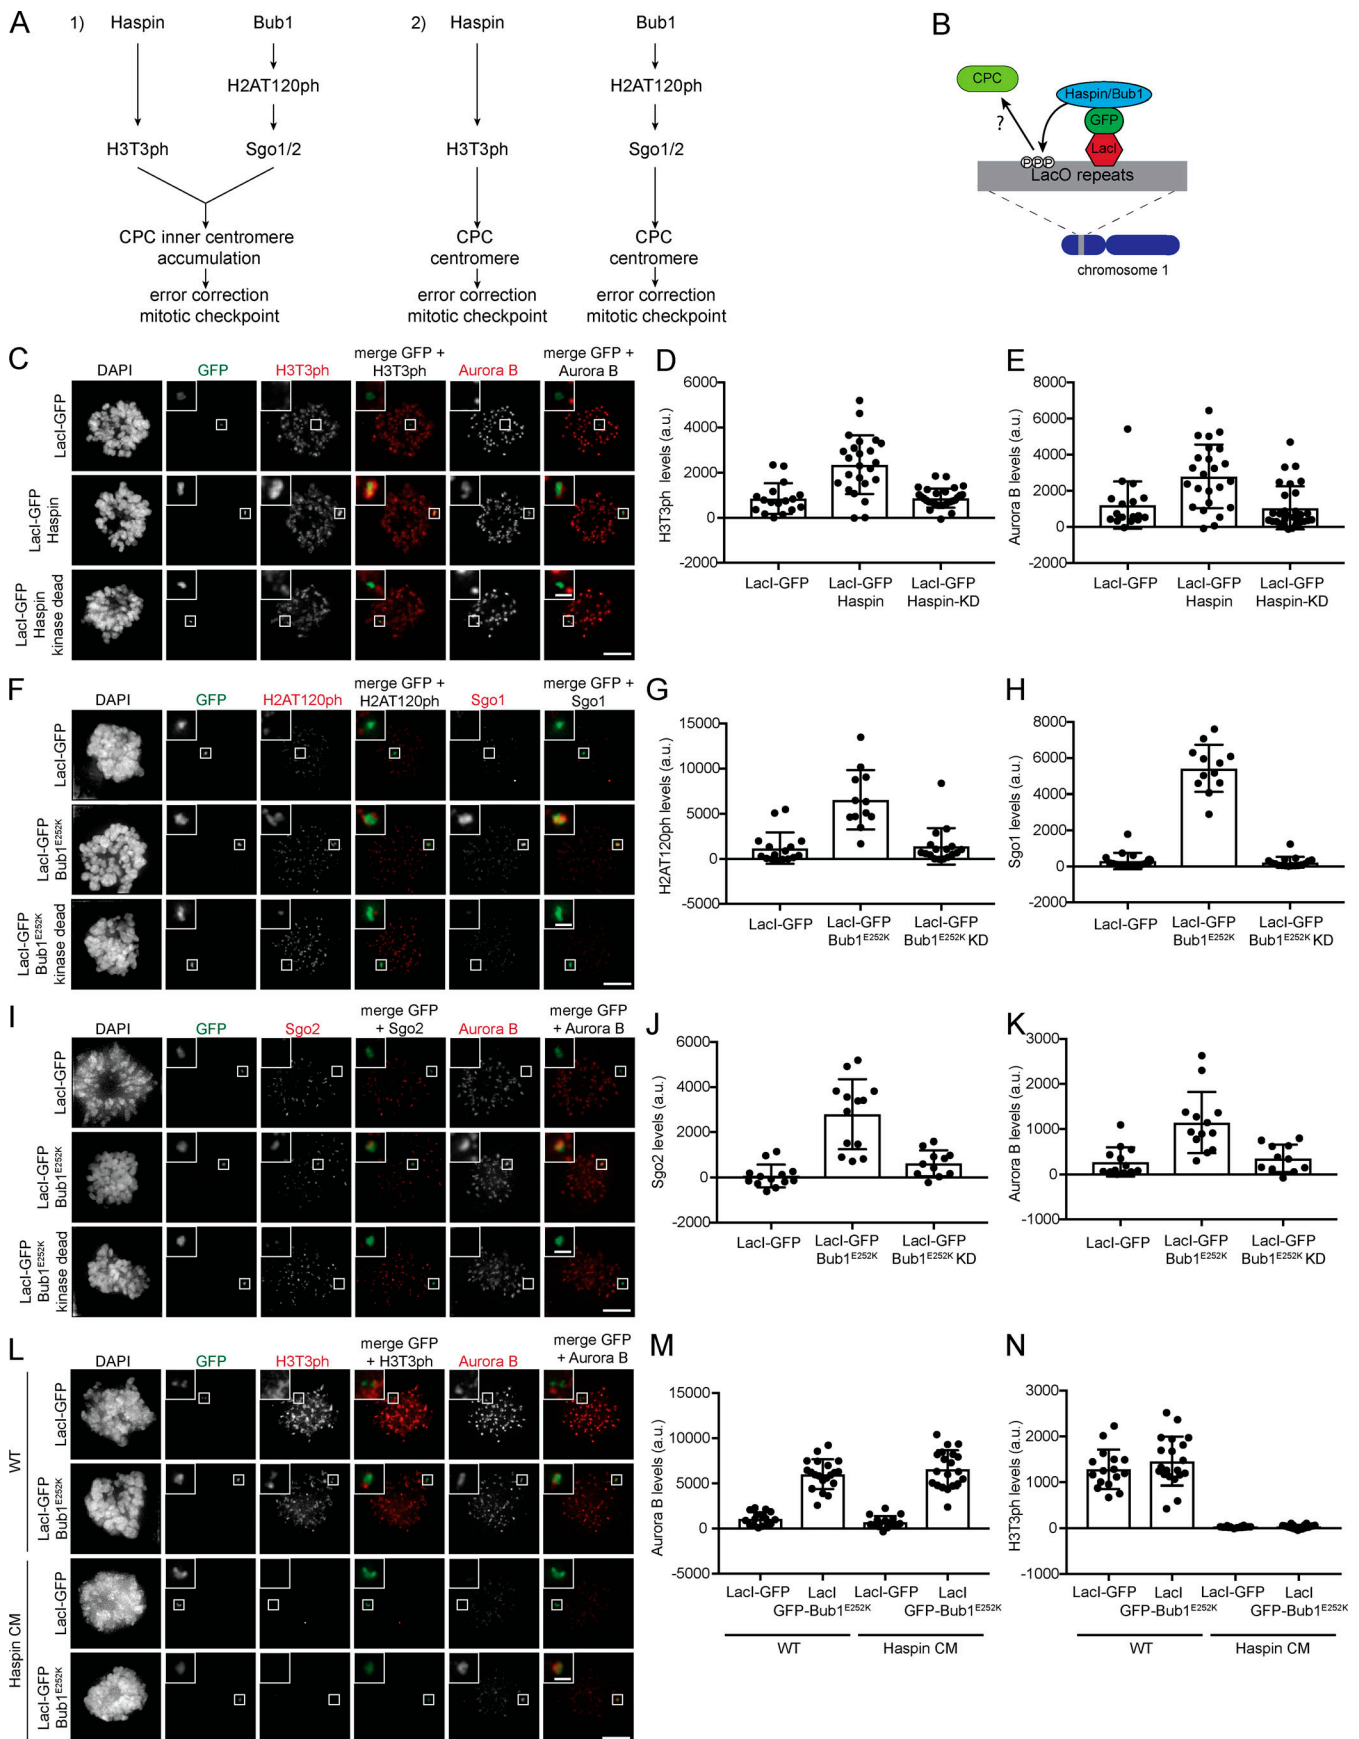 A
1) Haspin Bub1
H2AT120ph
H3T3ph Sgo1/2
CPC inner centromere
accumulation
error correction
mitotic checkpoint
2) Haspin Bub1
H2AT120ph
H3T3ph Sgo1/2
CPC CPC
centromere centromere
error correction error correction
mitotic checkpoint mitotic checkpoint
B
CPC
Haspin/Bub1
?
GFP
LacI
P P P
LacO repeats
chromosome 1
C
DAPI GFP H3T3ph merge GFP + H3T3ph Aurora B merge GFP + Aurora B
LacI-GFP
LacI-GFP
Haspin
LacI-GFP
Haspin
kinase dead
D
H3T3ph levels (a.u.)
6000
4000
2000
0
-2000
LacI-GFP LacI-GFP Haspin LacI-GFP Haspin-KD
E
Aurora B levels (a.u.)
8000
6000
4000
2000
0
-2000
LacI-GFP LacI-GFP Haspin LacI-GFP Haspin-KD
F
DAPI GFP H2AT120ph merge GFP + H2AT120ph Sgo1 merge GFP + Sgo1
LacI-GFP
LacI-GFP
Bub1E252K
LacI-GFP
Bub1E252K
kinase dead
G
H2AT120ph levels (a.u.)
15000
10000
5000
0
-5000
LacI-GFP LacI-GFP Bub1E252K LacI-GFP Bub1E252K KD
H
Sgo1 levels (a.u.)
8000
6000
4000
2000
0
-2000
LacI-GFP LacI-GFP Bub1E252K LacI-GFP Bub1E252K KD
I
DAPI GFP Sgo2 merge GFP + Sgo2 Aurora B merge GFP + Aurora B
LacI-GFP
LacI-GFP
Bub1E252K
LacI-GFP
Bub1E252K
kinase dead
J
Sgo2 levels (a.u.)
6000
4000
2000
0
-2000
LacI-GFP LacI-GFP Bub1E252K LacI-GFP Bub1E252K KD
K
Aurora B levels (a.u.)
3000
2000
1000
0
-1000
LacI-GFP LacI-GFP Bub1E252K LacI-GFP Bub1E252K KD
L
DAPI GFP H3T3ph merge GFP + H3T3ph Aurora B merge GFP + Aurora B
WT
LacI-GFP
LacI-GFP
Bub1E252K
Haspin CM
LacI-GFP
LacI-GFP
Bub1E252K
M
Aurora B levels (a.u.)
15000
10000
5000
0
-5000
LacI-GFP LacI GFP-Bub1E252K LacI-GFP LacI GFP-Bub1E252K
WT Haspin CM
N
H3T3ph levels (a.u.)
3000
2000
1000
0
-1000
LacI-GFP LacI GFP-Bub1E252K LacI-GFP LacI GFP-Bub1E252K
WT Haspin CM